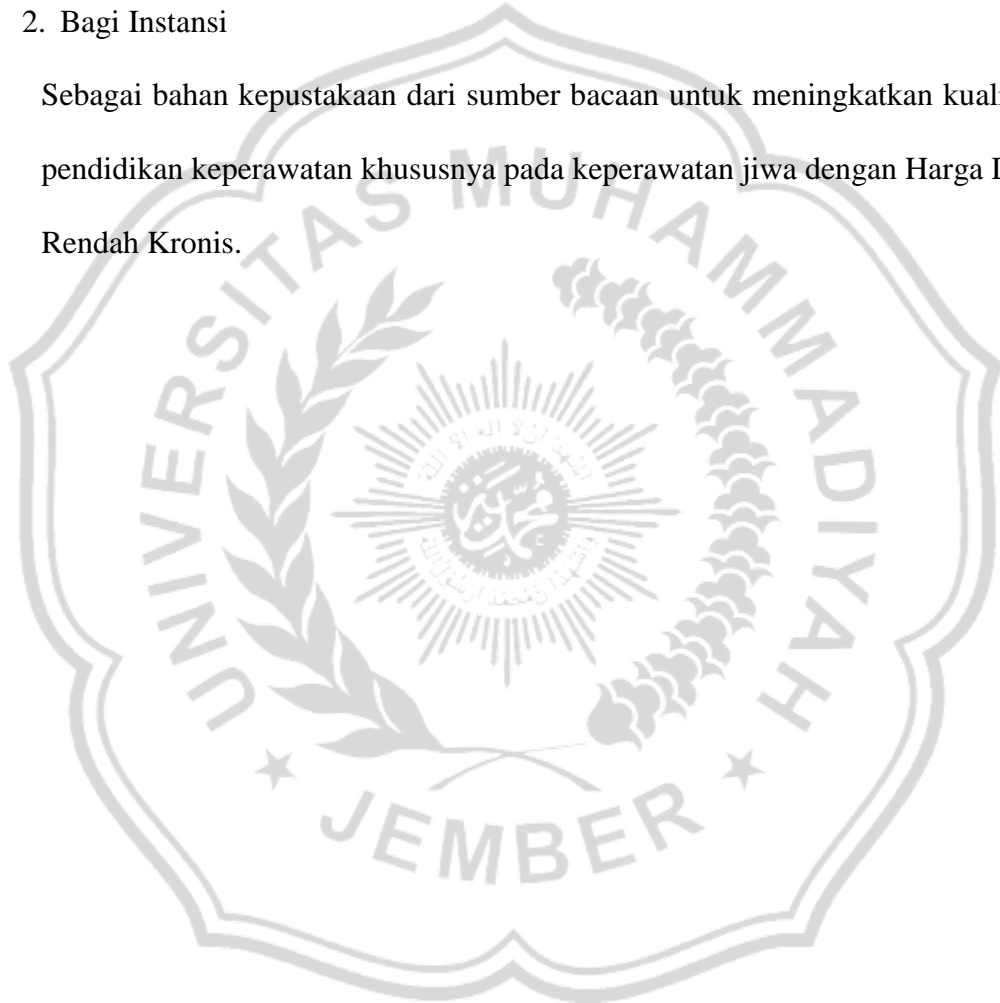 2. Bagi Instansi
Sebagai bahan kepustakaan dari sumber bacaan untuk meningkatkan
pendidikan keperawatan khususnya pada keperawatan jiwa dengan Harga
Rendah Kronis.
UNIVERSITAS MUHAMMADIYAH
JEMBER